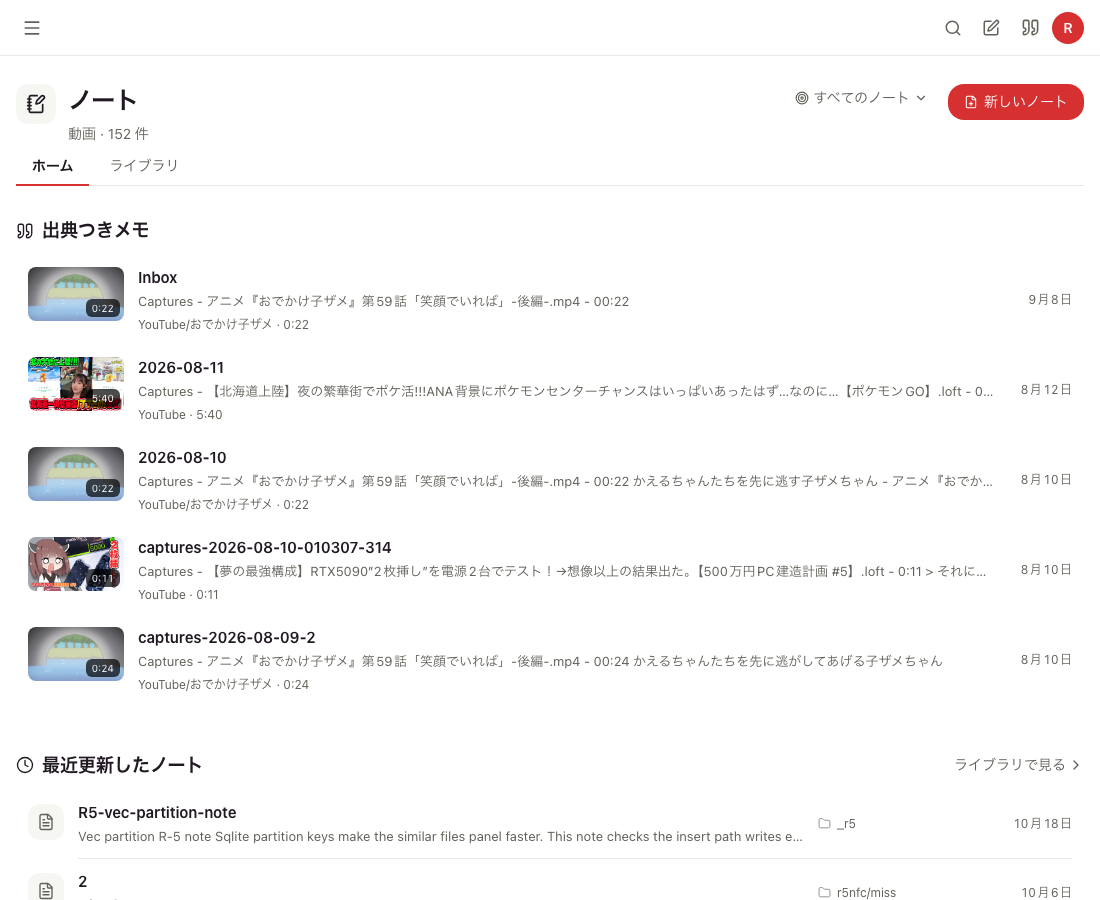 R
ノート
すべてのノート
新しいノート
動画 · 152 件
ホーム
ライブラリ
出典つきメモ
Inbox
Captures - アニメ『おでかけ子ザメ』第59話「笑顔でいれば」-後編-.mp4 - 00:22
9月8日
0:22
YouTube/おでかけ子ザメ · 0:22
2026-08-11
Captures - 【北海道上陸】夜の繁華街でポケ活!!!ANA背景にポケモンセンターチャンスはいっぱいあったはず…なのに…【ポケモンGO】.loft - 0…
8月12日
5:40
YouTube · 5:40
2026-08-10
Captures - アニメ『おでかけ子ザメ』第59話「笑顔でいれば」-後編-.mp4 - 00:22 かえるちゃんたちを先に逃す子ザメちゃん - アニメ『おでか…
8月10日
0:22
YouTube/おでかけ子ザメ · 0:22
captures-2026-08-10-010307-314
Captures - 【夢の最強構成】RTX5090”2枚挿し”を電源2台でテスト！→想像以上の結果出た。【500万円PC建造計画 #5】.loft - 0:11 > それに…
8月10日
0:11
YouTube · 0:11
captures-2026-08-09-2
Captures - アニメ『おでかけ子ザメ』第59話「笑顔でいれば」-後編-.mp4 - 00:24 かえるちゃんたちを先に逃がしてあげる子ザメちゃん
8月10日
0:24
YouTube/おでかけ子ザメ · 0:24
最近更新したノート
ライブラリで見る
R5-vec-partition-note
Vec partition R-5 note Sqlite partition keys make the similar files panel faster. This note checks the insert path writes e…
_r5
10月18日
2
r5nfc/miss
10月6日